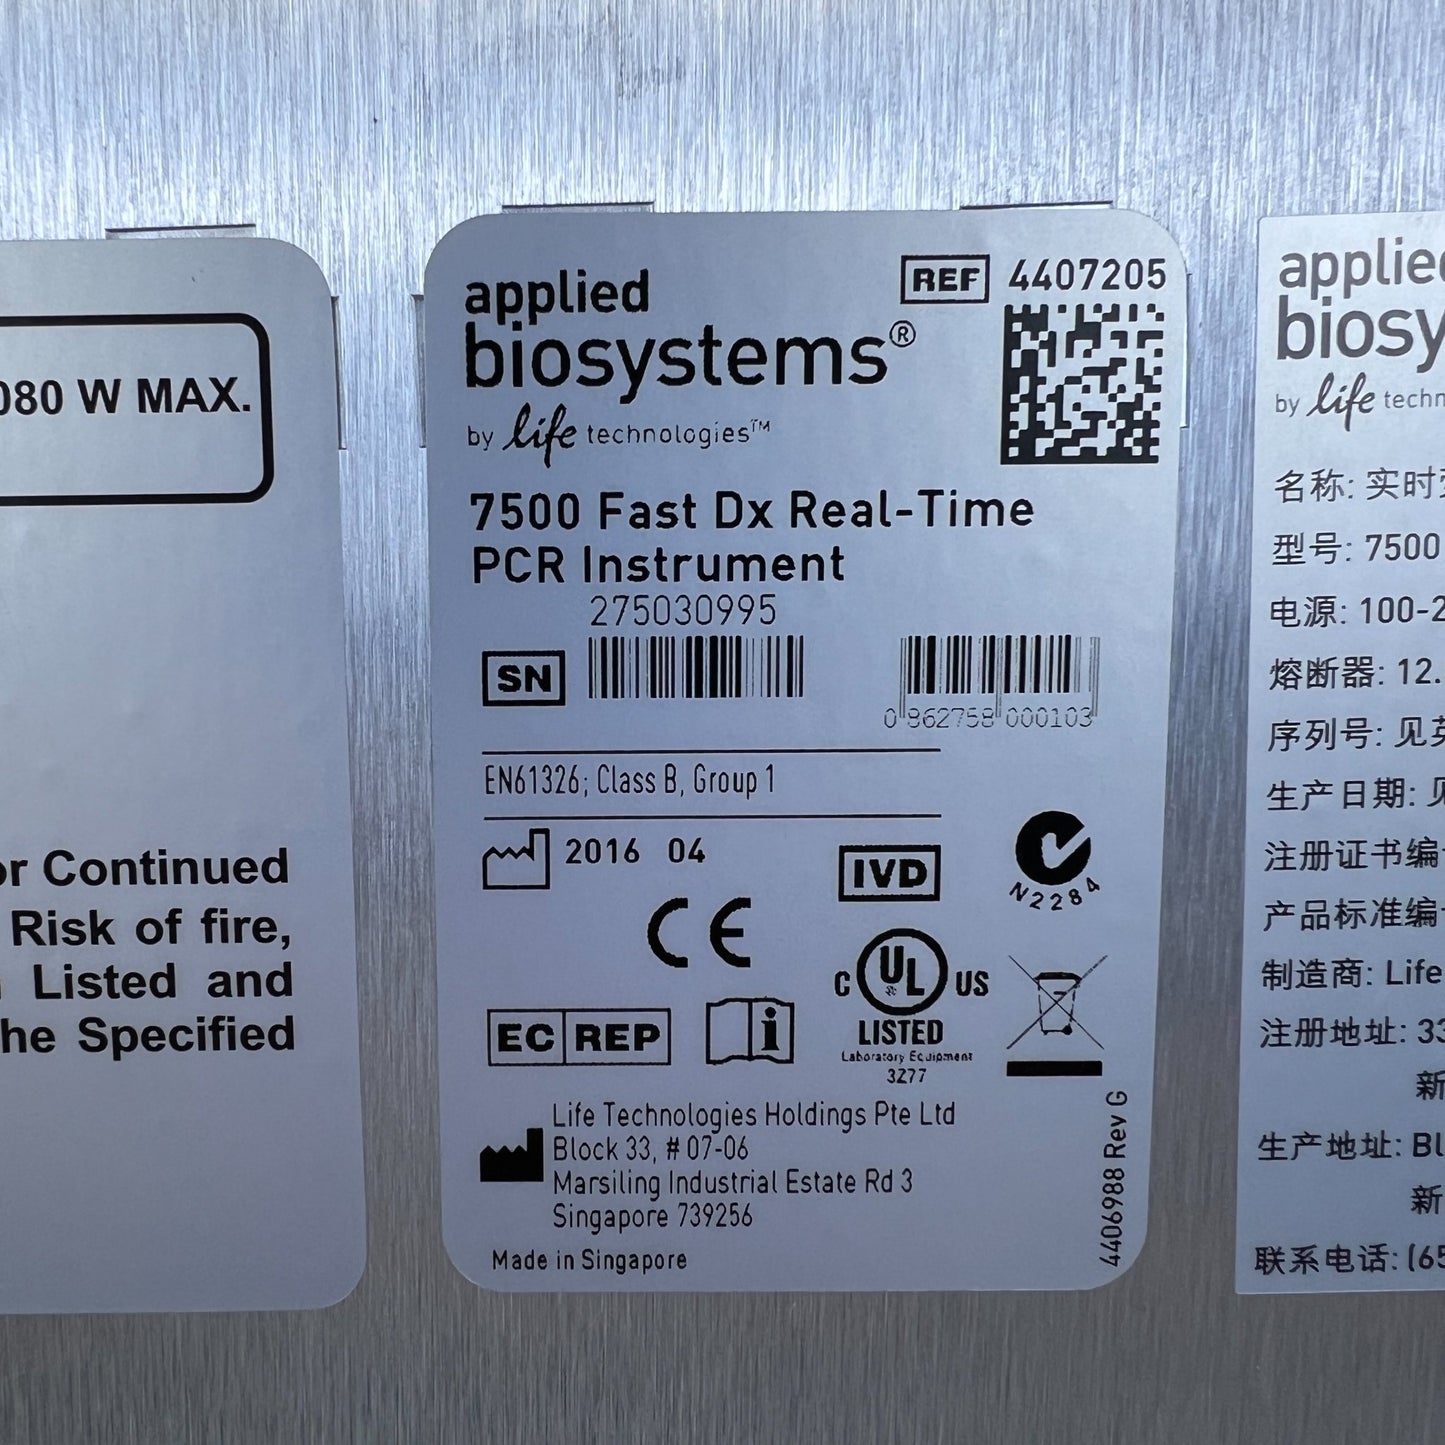 080 W MAX.
or Continued
Risk of fire,
Listed and
he Specified
applied
biosystems®
by life technologies™
REF 4407205
7500 Fast Dx Real-Time
PCR Instrument
275030995
SN
0 862758 000103
EN61326; Class B, Group 1
2016 04
IVD
N2284
CE
C UL US
LISTED
Laboratory Equipment
3Z77
EC REP
i
Life Technologies Holdings Pte Ltd
Block 33, # 07-06
Marsiling Industrial Estate Rd 3
Singapore 739256
Made in Singapore
4406988 Rev G
applied
biosy
by life techn
名称: 实时
型号: 7500
电源: 100-2
熔断器: 12.
序列号: 见英
生产日期: 见
注册证书编
产品标准编
制造商: Life
注册地址: 33
新
生产地址: Bl
新
联系电话: (65